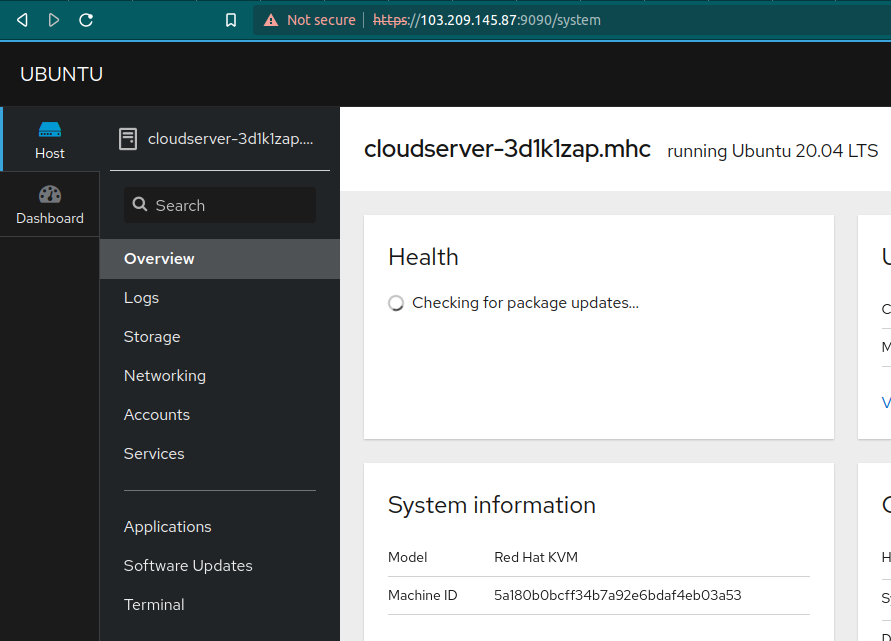 Not secure https://103.209.145.87:9090/system
UBUNTU
Host
Dashboard
cloudserver-3d1k1zap....
Search
Overview
Logs
Storage
Networking
Accounts
Services
Applications
Software Updates
Terminal
cloudserver-3d1k1zap.mhc running Ubuntu 20.04 LTS
Health
Checking for package updates...
System information
Model Red Hat KVM
Machine ID 5a180b0bcff34b7a92e6bdaf4eb03a53